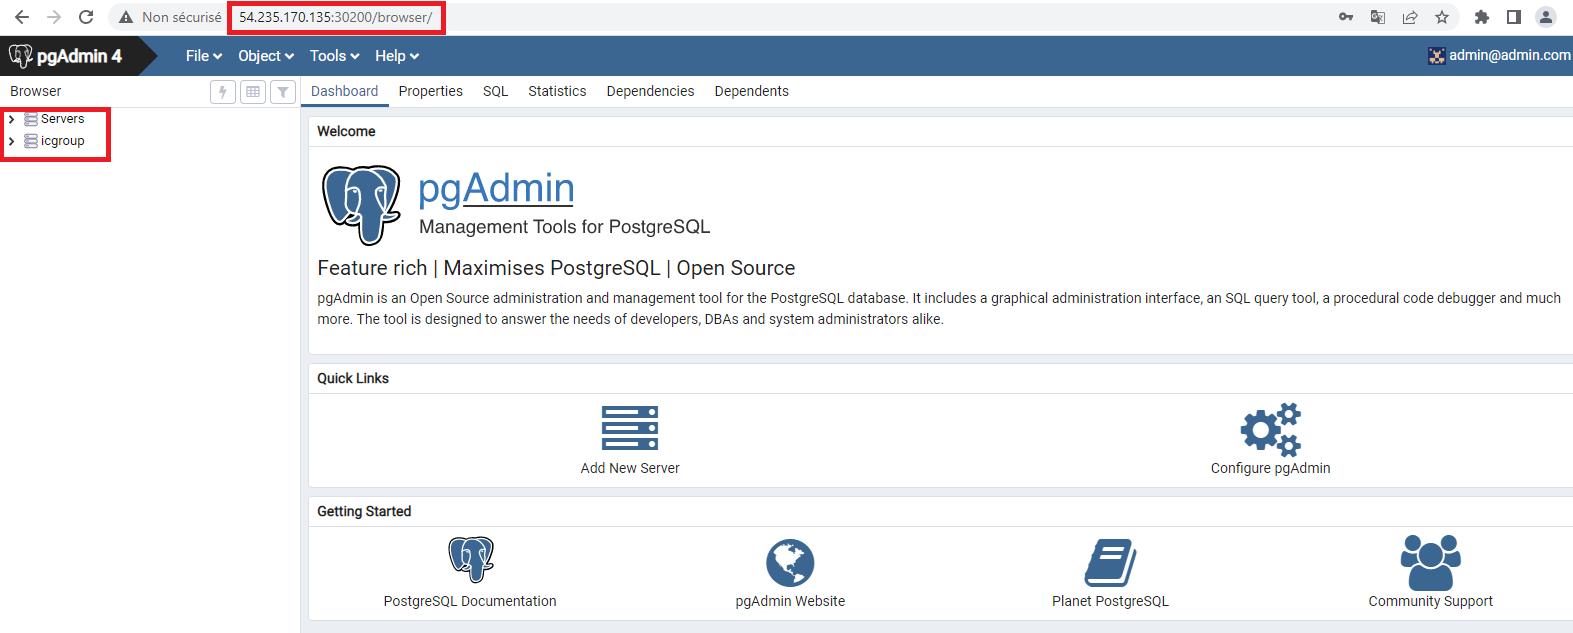 Non sécurisé 54.235.170.135:30200/browser/
pgAdmin 4 File Object Tools Help admin@admin.com
Browser Dashboard Properties SQL Statistics Dependencies Dependents
Servers
icgroup
Welcome
pgAdmin
Management Tools for PostgreSQL
Feature rich | Maximises PostgreSQL | Open Source
pgAdmin is an Open Source administration and management tool for the PostgreSQL database. It includes a graphical administration interface, an SQL query tool, a procedural code debugger and much
more. The tool is designed to answer the needs of developers, DBAs and system administrators alike.
Quick Links
Add New Server Configure pgAdmin
Getting Started
PostgreSQL Documentation pgAdmin Website Planet PostgreSQL Community Support